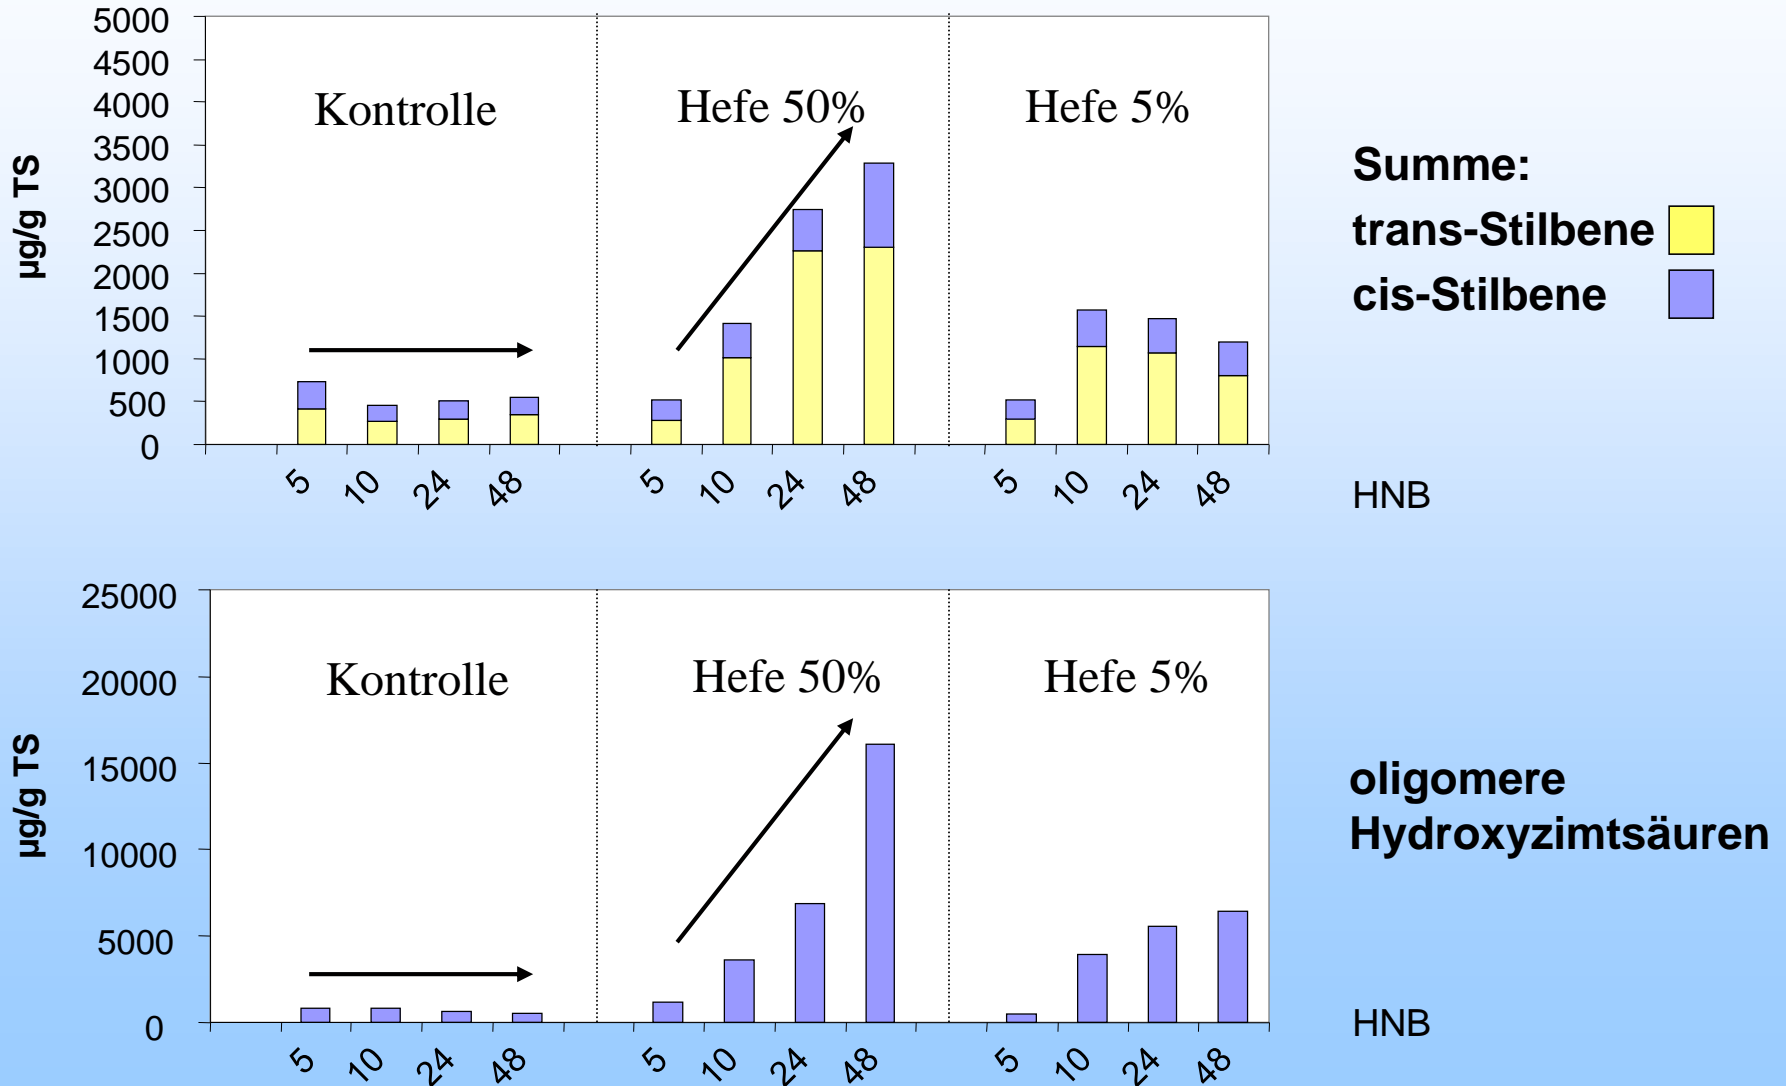 5000
4500
4000
3500
3000
2500
2000
1500
1000
500
0
µg/g TS
Kontrolle
Hefe 50%
Hefe 5%
5 10 24 48 5 10 24 48 5 10 24 48
HNB
Summe:
trans-Stilbene
cis-Stilbene
25000
20000
15000
10000
5000
0
µg/g TS
Kontrolle
Hefe 50%
Hefe 5%
5 10 24 48 5 10 24 48 5 10 24 48
HNB
oligomere
Hydroxyzimtsäuren